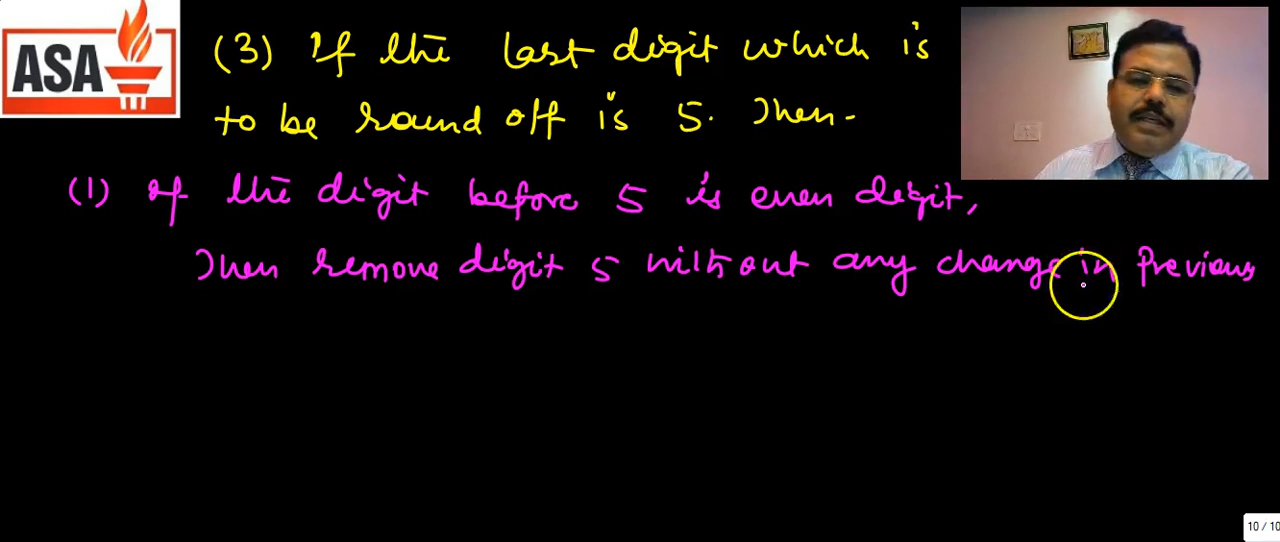 ASA
(3) If the last digit which is
to be round off is 5. Then-
(1) If the digit before 5 is even digit,
Then remove digit 5 without any change in Previous
10 / 10